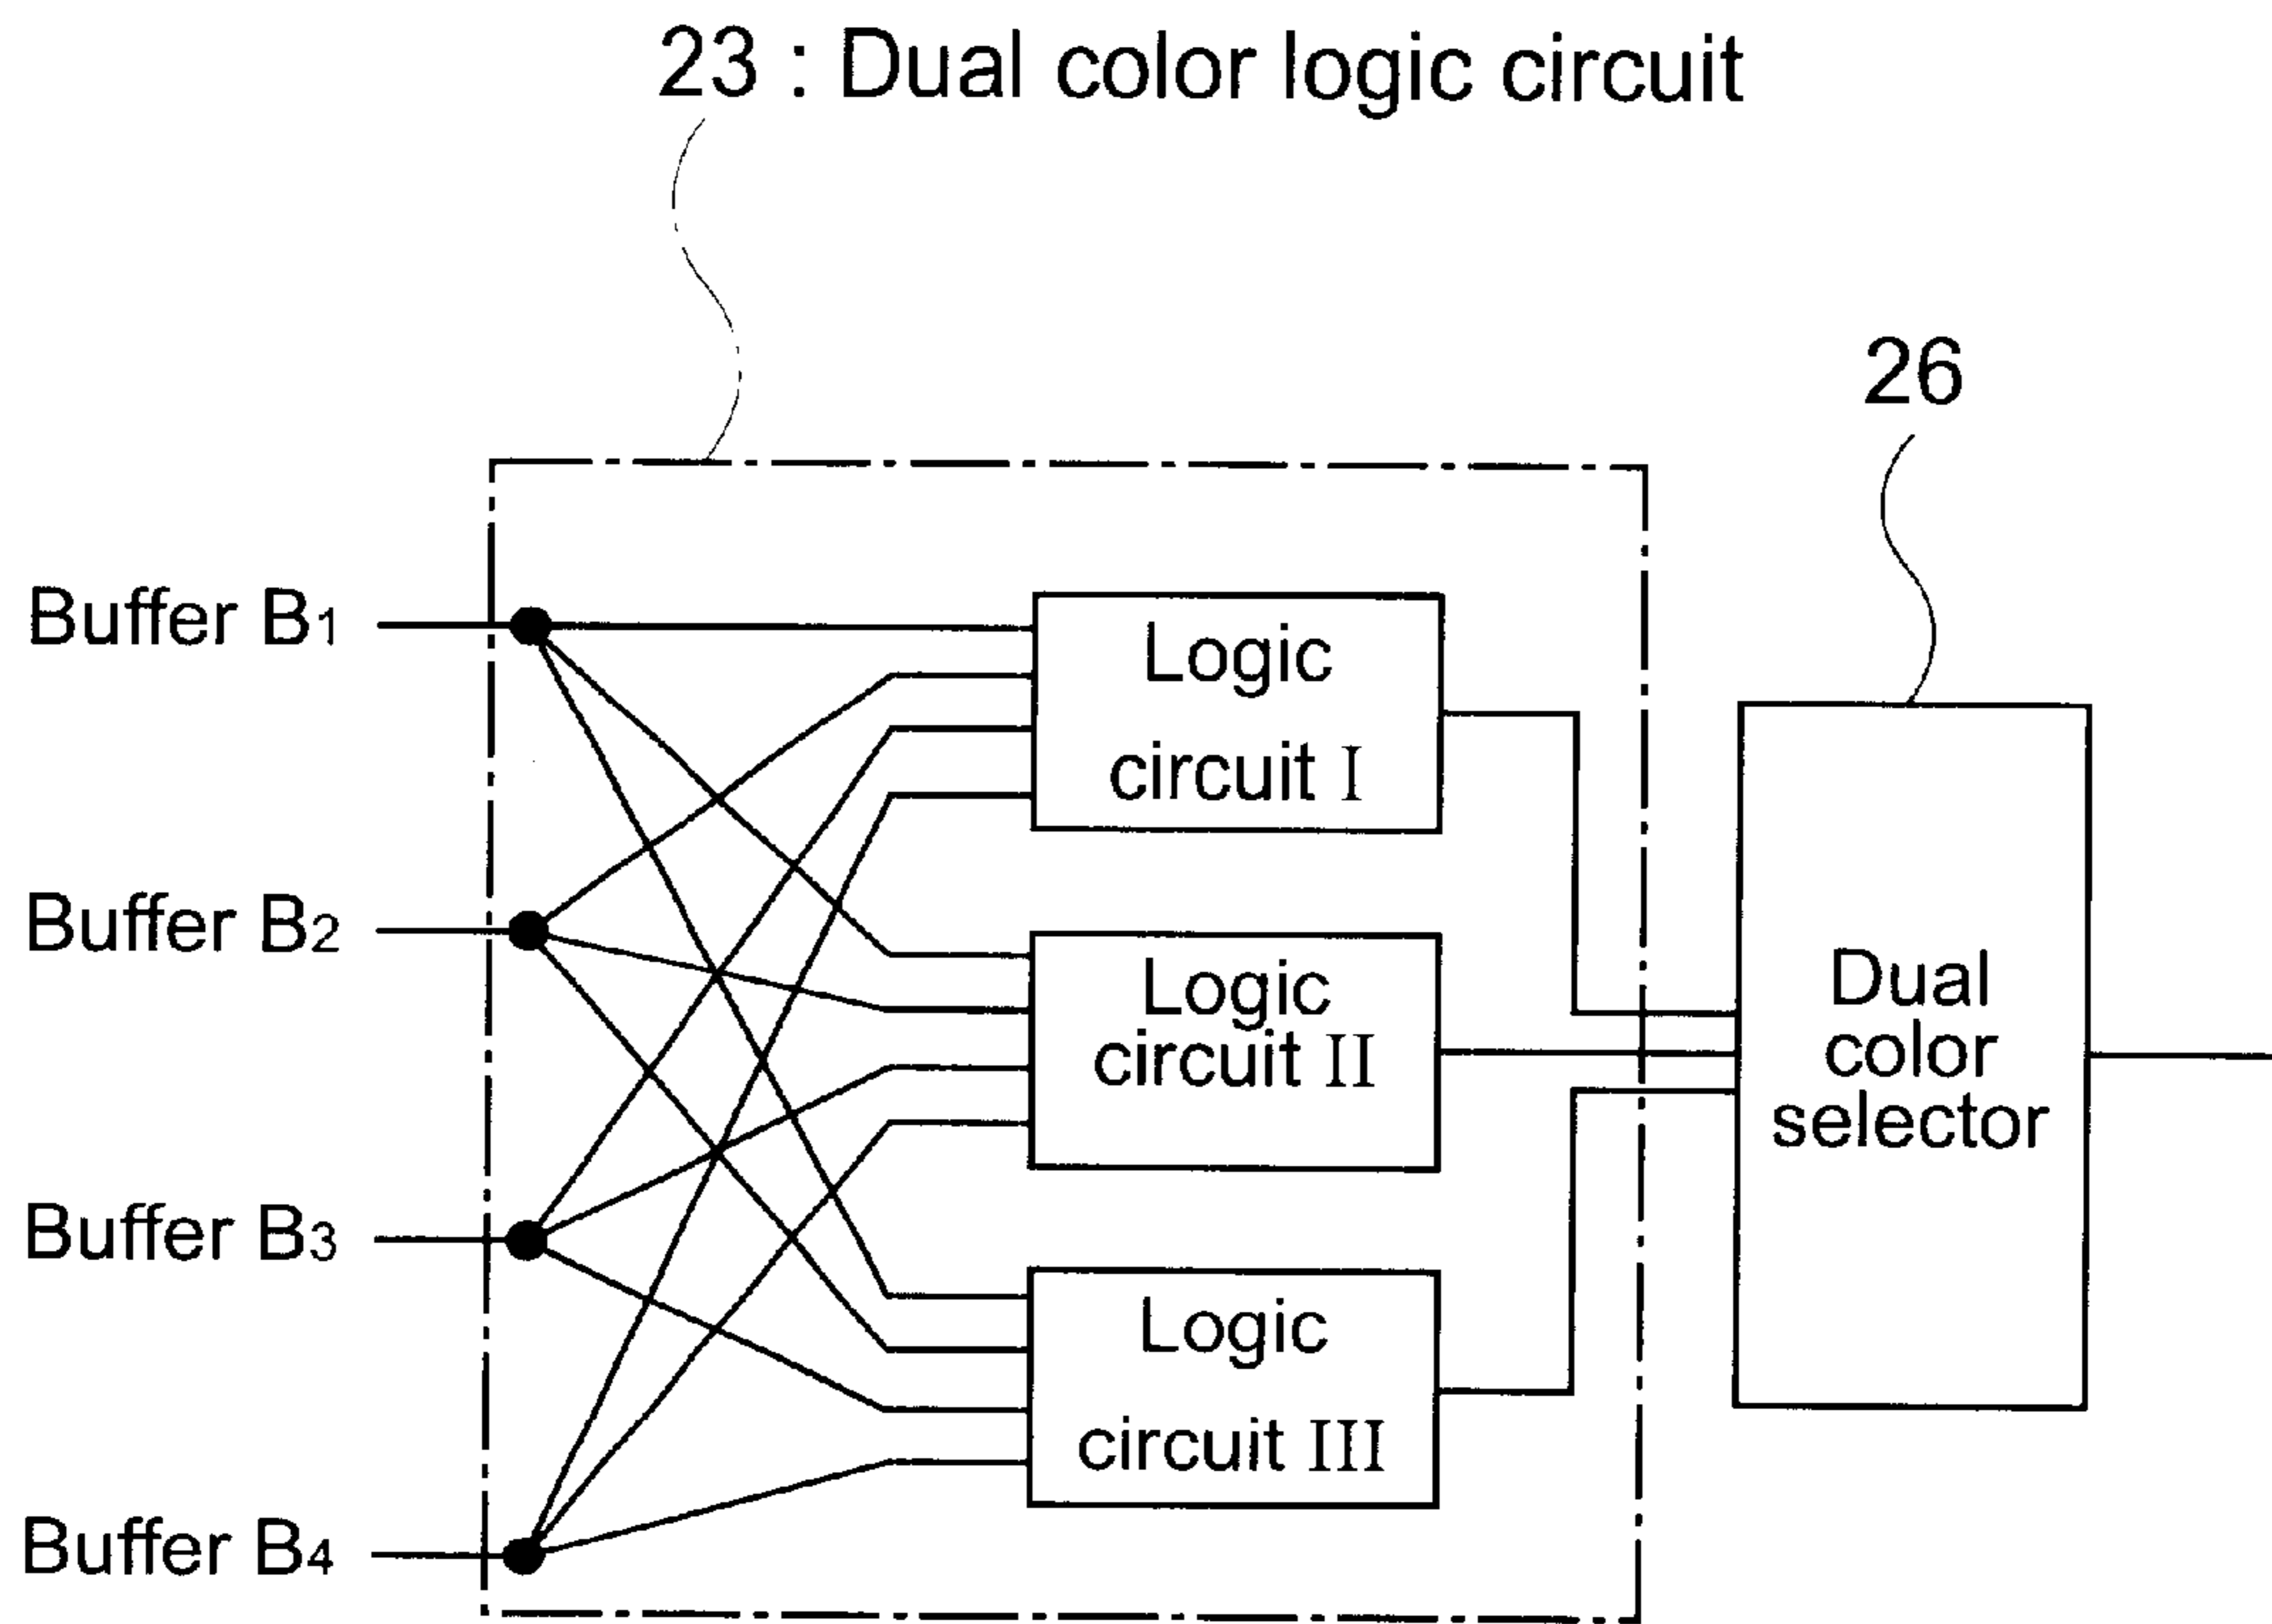 23 : Dual color logic circuit
26
Buffer B1
Logic
circuit I
Buffer B2
Logic
circuit II
Dual
color
selector
Buffer B3
Logic
circuit III
Buffer B4